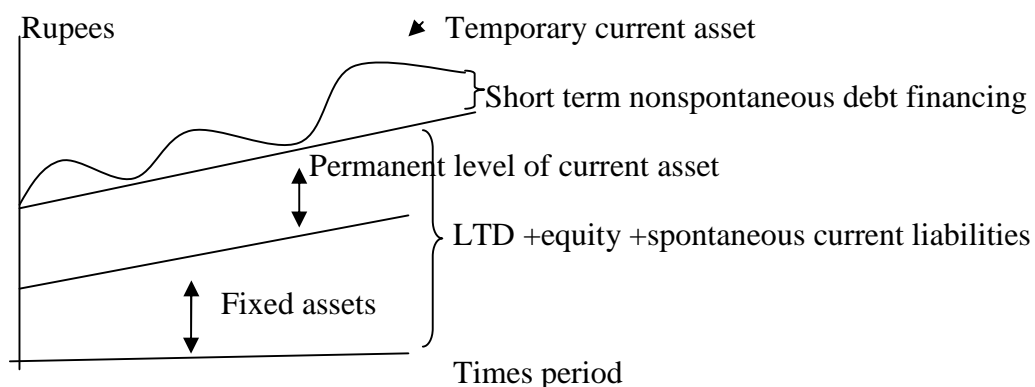 Rupees
Temporary current asset
Short term nonspontaneous debt financing
Permanent level of current asset
LTD +equity +spontaneous current liabilities
Fixed assets
Times period